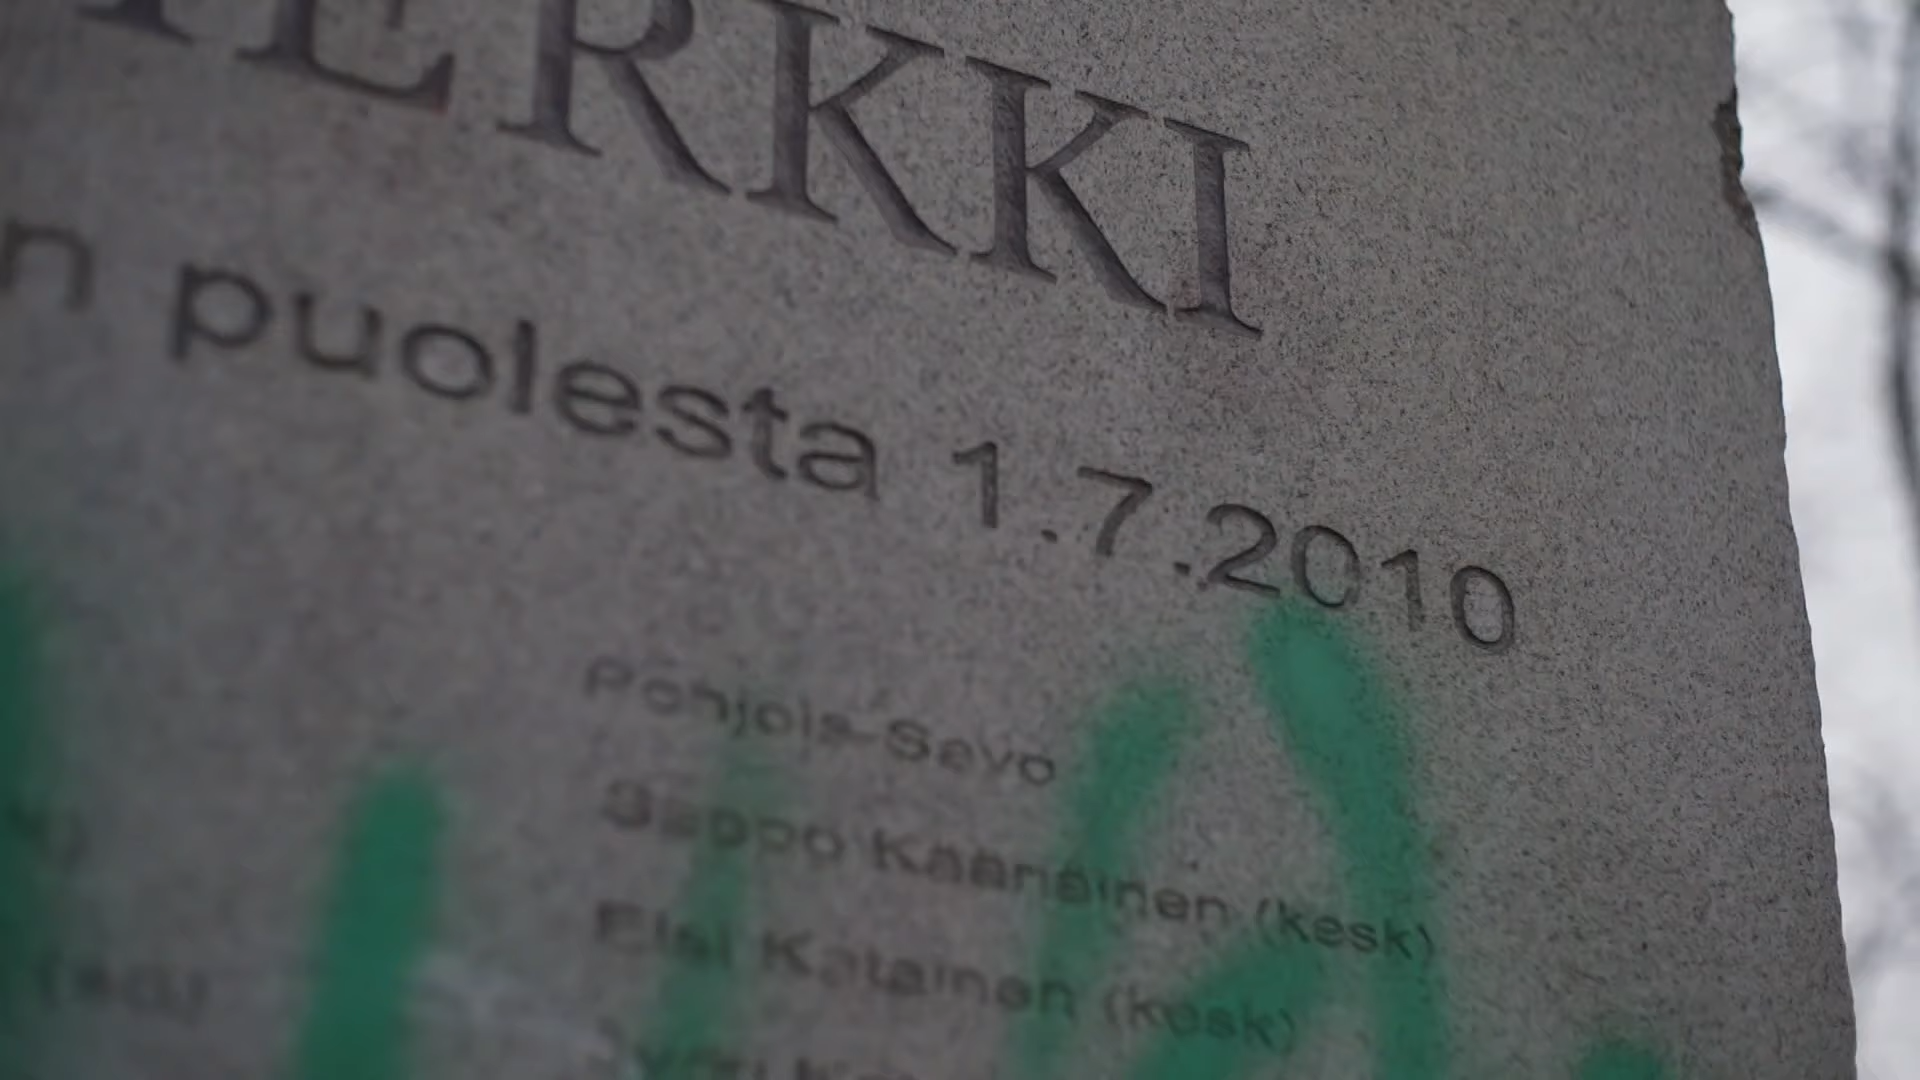 ERKKI
n puolesta 1.7.2010
Pohjois-Savo
Seppo Kääriäinen (kesk)
Elsi Katainen (kesk)